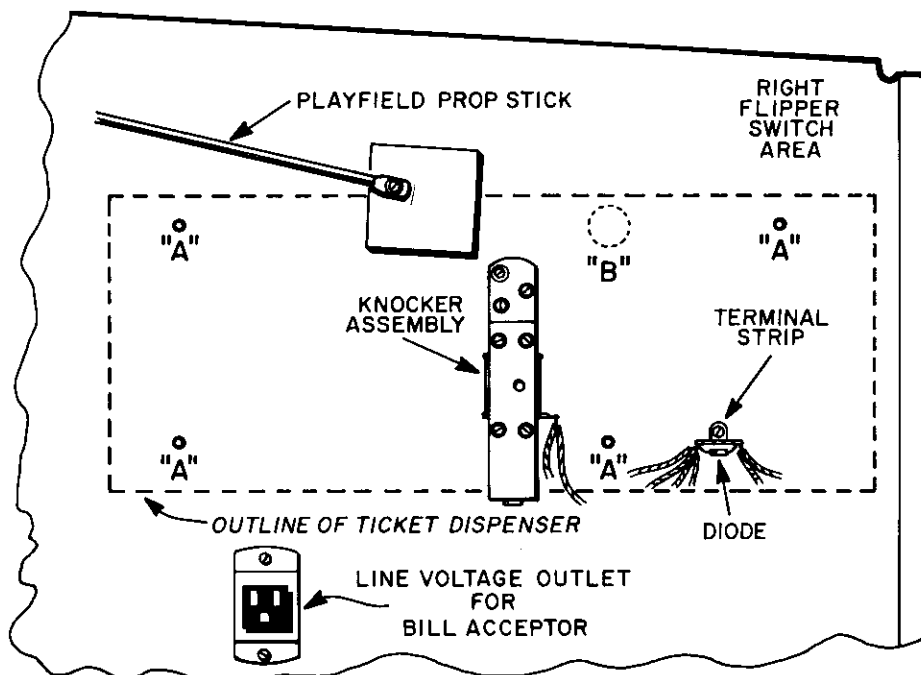 PLAYFIELD PROP STICK
RIGHT
FLIPPER
SWITCH
AREA
"A"
"B"
"A"
KNOCKER
ASSEMBLY
TERMINAL
STRIP
"A"
"A"
OUTLINE OF TICKET DISPENSER
DIODE
LINE VOLTAGE OUTLET
FOR
BILL ACCEPTOR